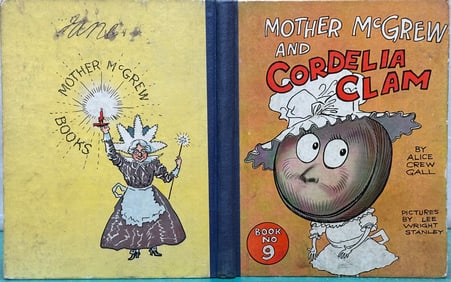 Jane
MOTHER McGREW
BOOKS
MOTHER McGREW
AND
CORDELIA
CLAM
BY
ALICE
CREW
GALL
PICTURES
BY LEE
WRIGHT
STANLEY
BOOK
NO
9